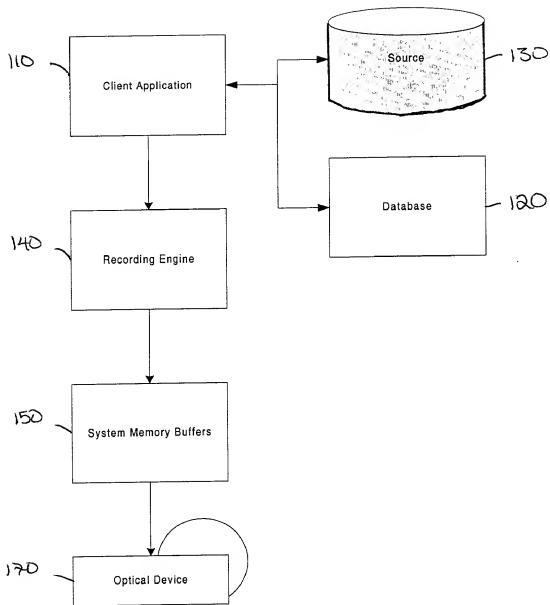 110
Client Application
Source
130
Database
120
140
Recording Engine
150
System Memory Buffers
170
Optical Device